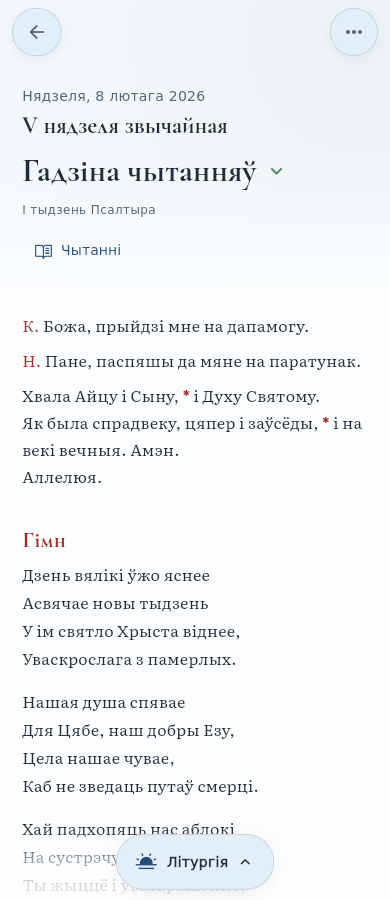 Нядзеля, 8 лютага 2026
V нядзеля звычайная
Гадзіна чытанняў
I тыдзень Псалтыра
Чытанні
К. Божа, прыйдзі мне на дапамогу.
Н. Пане, паспяшы да мяне на паратунак.
Хвала Айцу і Сыну, * і Духу Святому.
Як была спрадвеку, цяпер і заўсёды, * і на
векі вечныя. Амэн.
Аллелюя.
Гімн
Дзень вялікі ўжо яснее
Асвячае новы тыдзень
У ім святло Хрыста віднее,
Уваскрослага з памерлых.
Нашая душа спявае
Для Цябе, наш добры Езу,
Цела нашае чувае,
Каб не зведаць путаў смерці.
Хай падхопяць нас аблокі
На сустрэчу
Ты жыццё і
Літургія